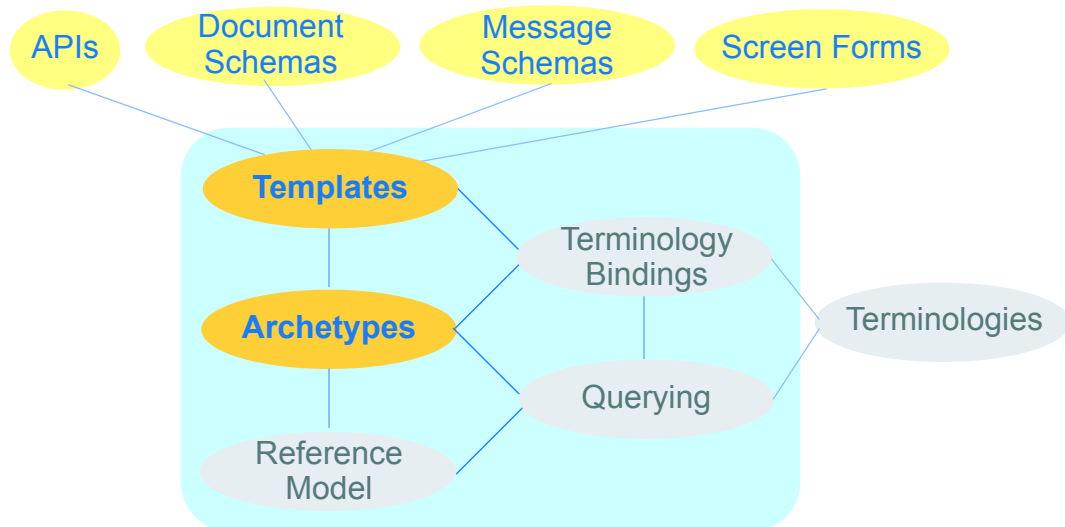 APIs
Document
Schemas
Message
Schemas
Screen Forms
Templates
Terminology
Bindings
Terminologies
Archetypes
Querying
Reference
Model